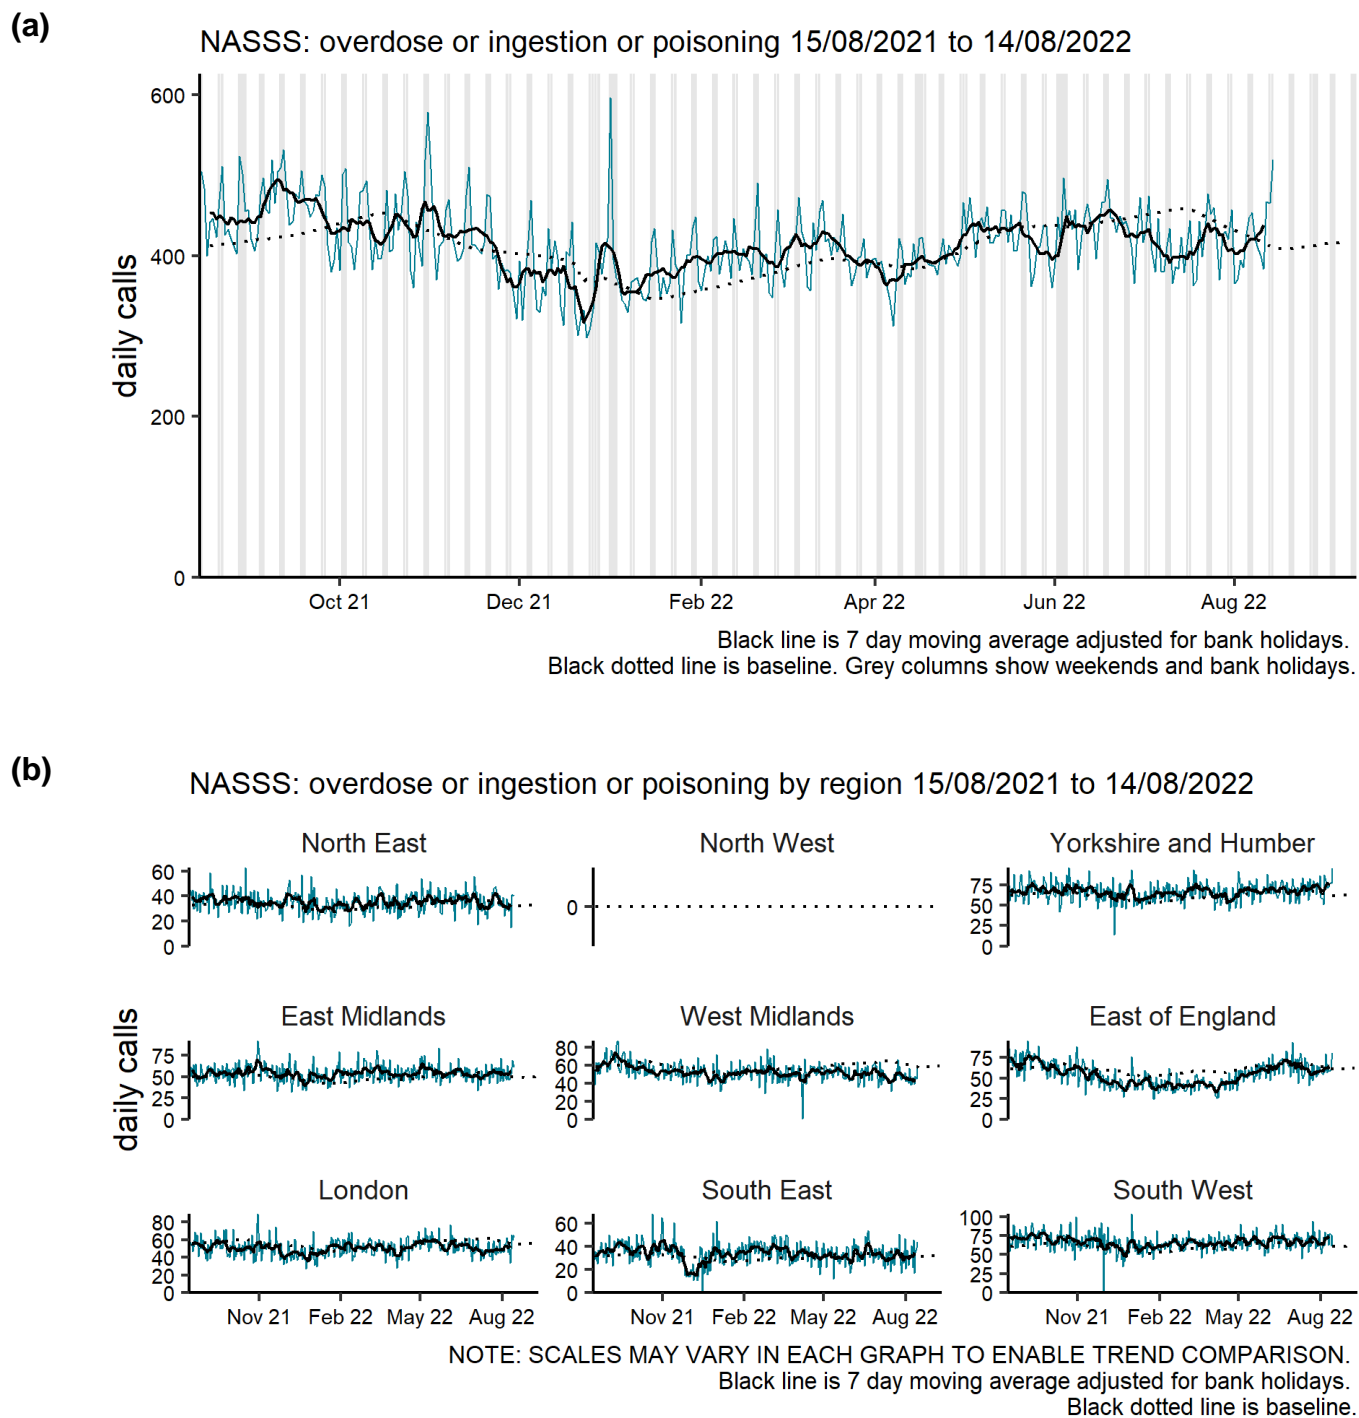 (a)
NASSS: overdose or ingestion or poisoning 15/08/2021 to 14/08/2022
600
400
200
0
daily calls
Oct 21 Dec 21 Feb 22 Apr 22 Jun 22 Aug 22
Black line is 7 day moving average adjusted for bank holidays.
Black dotted line is baseline. Grey columns show weekends and bank holidays.
(b)
NASSS: overdose or ingestion or poisoning by region 15/08/2021 to 14/08/2022
daily calls
North East
60
40
20
0
North West
0
Yorkshire and Humber
75
50
25
0
East Midlands
75
50
25
0
West Midlands
80
60
40
20
0
East of England
75
50
25
0
London
80
60
40
20
0
Nov 21 Feb 22 May 22 Aug 22
South East
60
40
20
0
Nov 21 Feb 22 May 22 Aug 22
South West
100
75
50
25
0
Nov 21 Feb 22 May 22 Aug 22
NOTE: SCALES MAY VARY IN EACH GRAPH TO ENABLE TREND COMPARISON.
Black line is 7 day moving average adjusted for bank holidays.
Black dotted line is baseline.